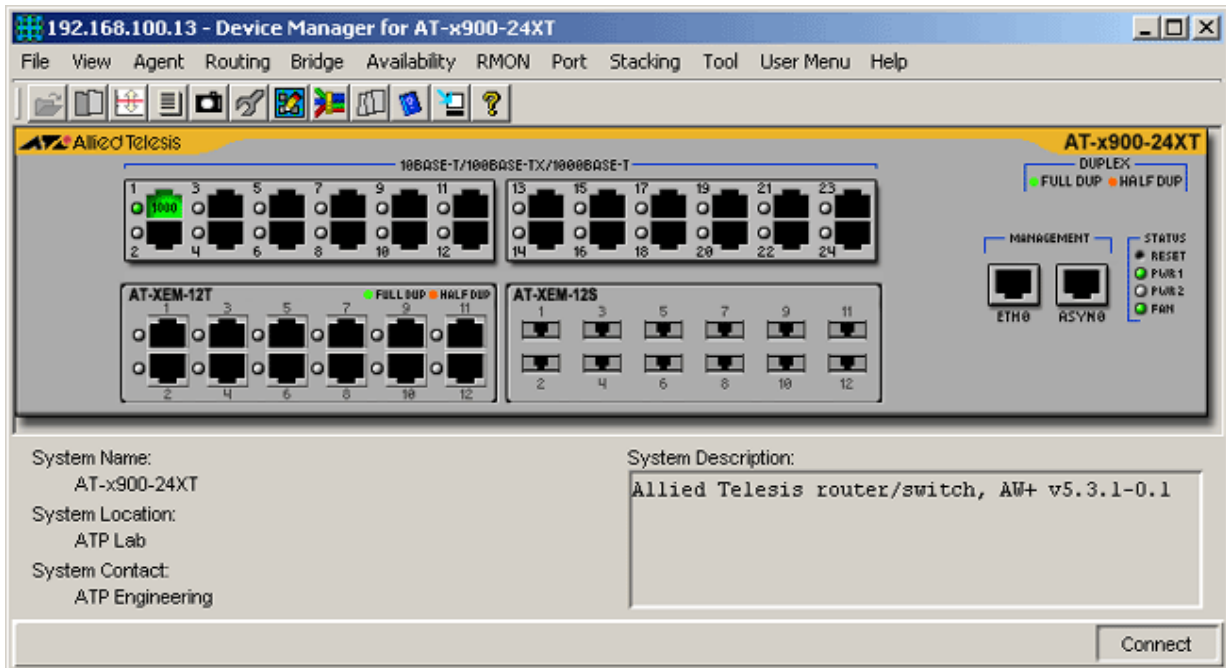 192.168.100.13 - Device Manager for AT-x900-24XT
File View Agent Routing Bridge Availability RMON Port Stacking Tool User Menu Help
Allied Telesis
AT-x900-24XT
10BASE-T/100BASE-TX/1000BASE-T
DUPLEX
FULL DUP HALF DUP
1 3 5 7 9 11 13 15 17 19 21 23
1000
2 4 6 8 10 12 14 16 18 20 22 24
MANAGEMENT
ETH0 ASYN0
STATUS
RESET
PWR1
PWR2
FAN
AT-XEM-12T
FULL DUP HALF DUP
1 3 5 7 9 11
2 4 6 8 10 12
AT-XEM-12S
1 3 5 7 9 11
2 4 6 8 10 12
System Name:
AT-x900-24XT
System Location:
ATP Lab
System Contact:
ATP Engineering
System Description:
Allied Telesis router/switch, AW+ v5.3.1-0.1
Connect